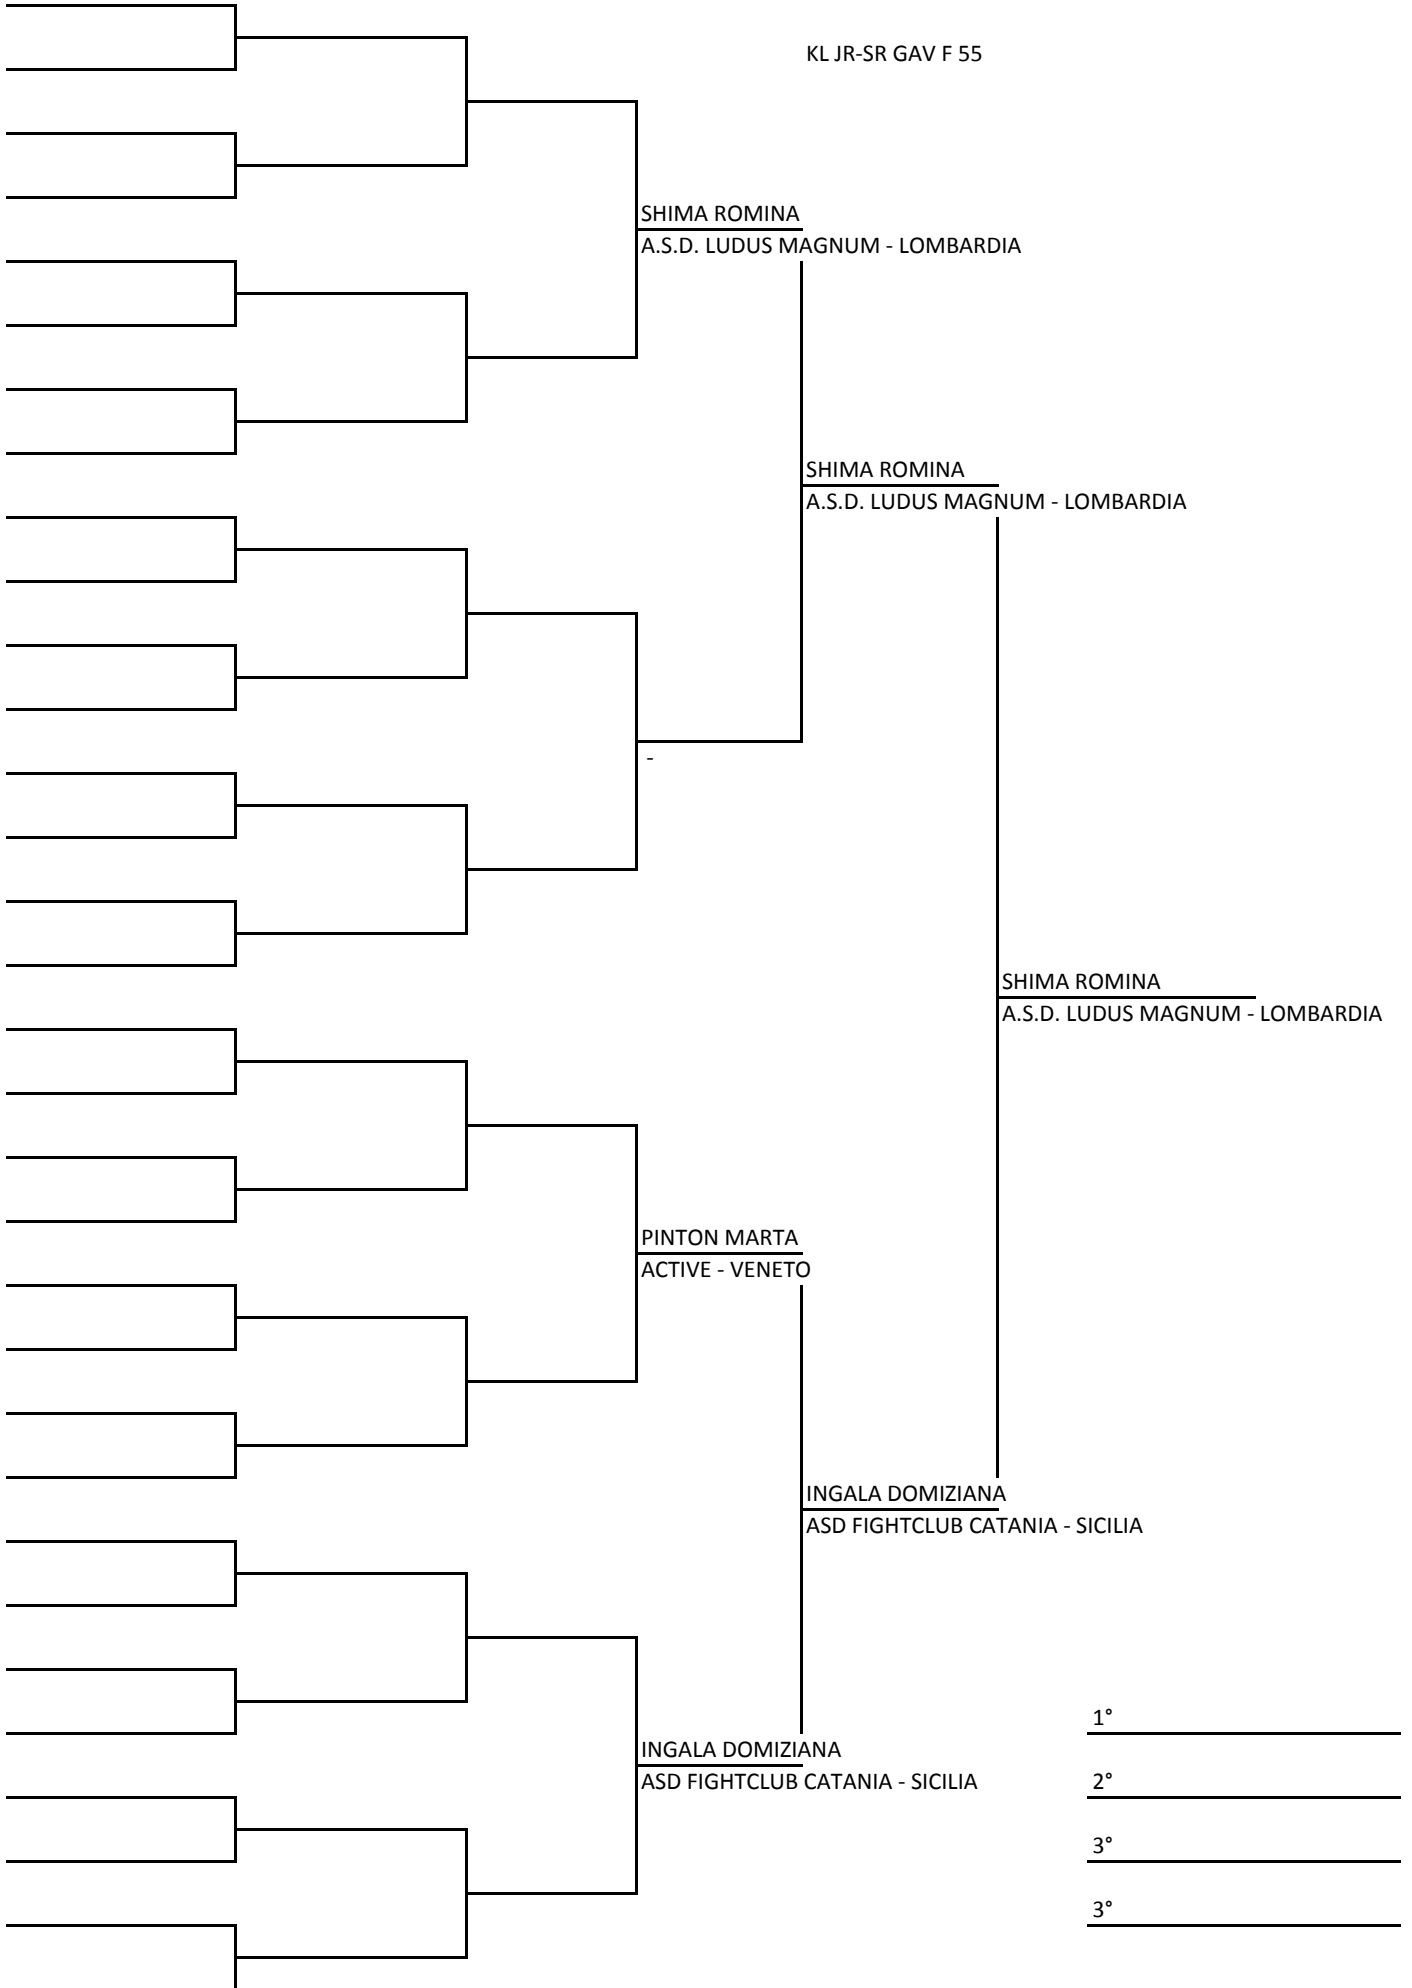 KL JR-SR GAV F 55
SHIMA ROMINA
A.S.D. LUDUS MAGNUM - LOMBARDIA
SHIMA ROMINA
A.S.D. LUDUS MAGNUM - LOMBARDIA
-
SHIMA ROMINA
A.S.D. LUDUS MAGNUM - LOMBARDIA
PINTON MARTA
ACTIVE - VENETO
INGALA DOMIZIANA
ASD FIGHTCLUB CATANIA - SICILIA
INGALA DOMIZIANA
ASD FIGHTCLUB CATANIA - SICILIA
1°
2°
3°
3°